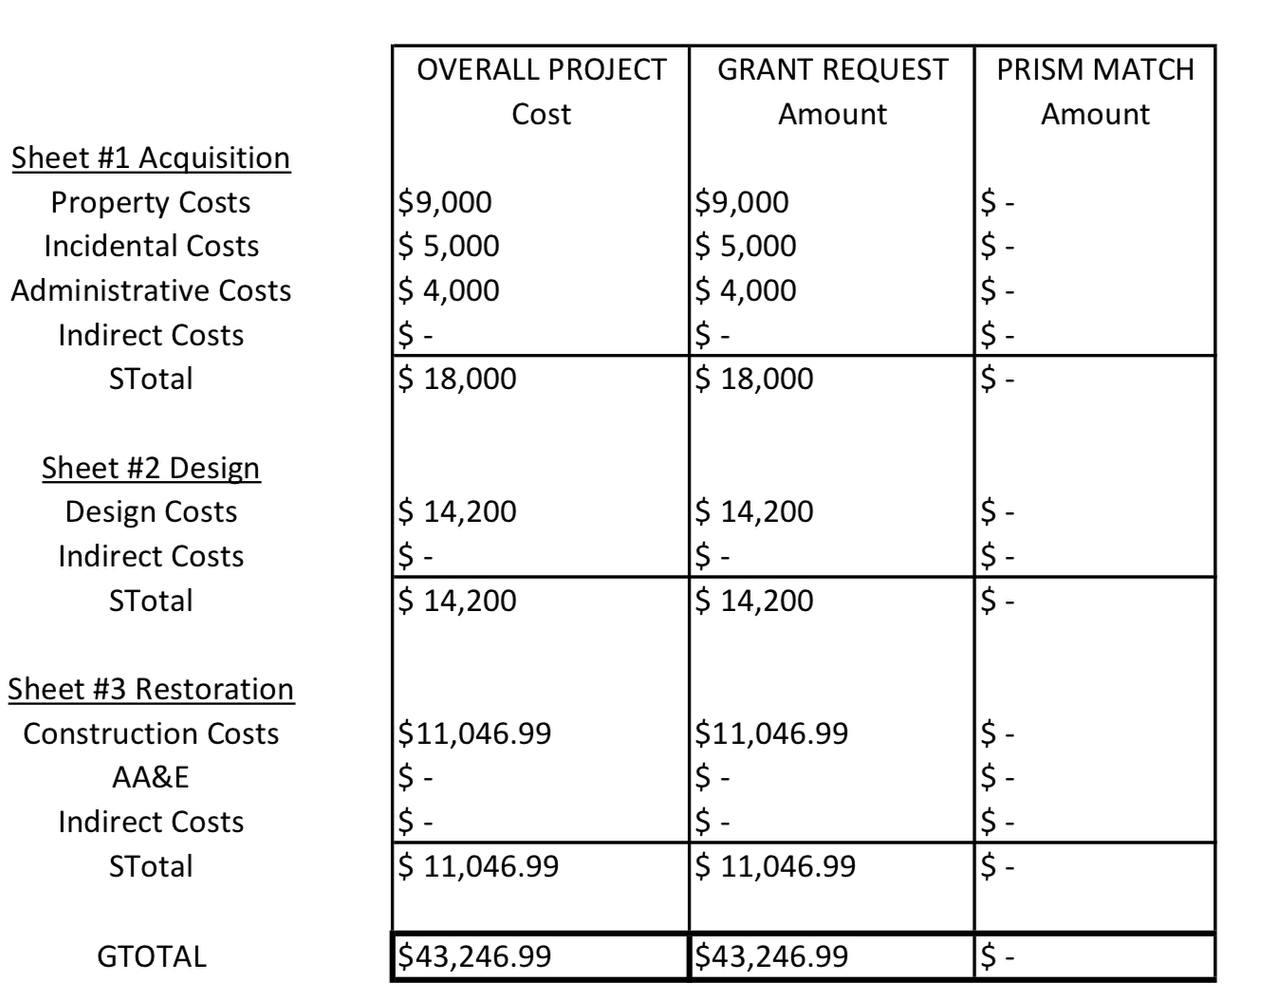 OVERALL PROJECT GRANT REQUEST PRISM MATCH
Cost Amount Amount
Sheet #1 Acquisition
Property Costs $9,000 $9,000 $ -
Incidental Costs $ 5,000 $ 5,000 $ -
Administrative Costs $ 4,000 $ 4,000 $ -
Indirect Costs $ - $ - $ -
STotal $ 18,000 $ 18,000 $ -
Sheet #2 Design
Design Costs $ 14,200 $ 14,200 $ -
Indirect Costs $ - $ - $ -
STotal $ 14,200 $ 14,200 $ -
Sheet #3 Restoration
Construction Costs $11,046.99 $11,046.99 $ -
AA&E $ - $ - $ -
Indirect Costs $ - $ - $ -
STotal $ 11,046.99 $ 11,046.99 $ -
GTOTAL $43,246.99 $43,246.99 $ -